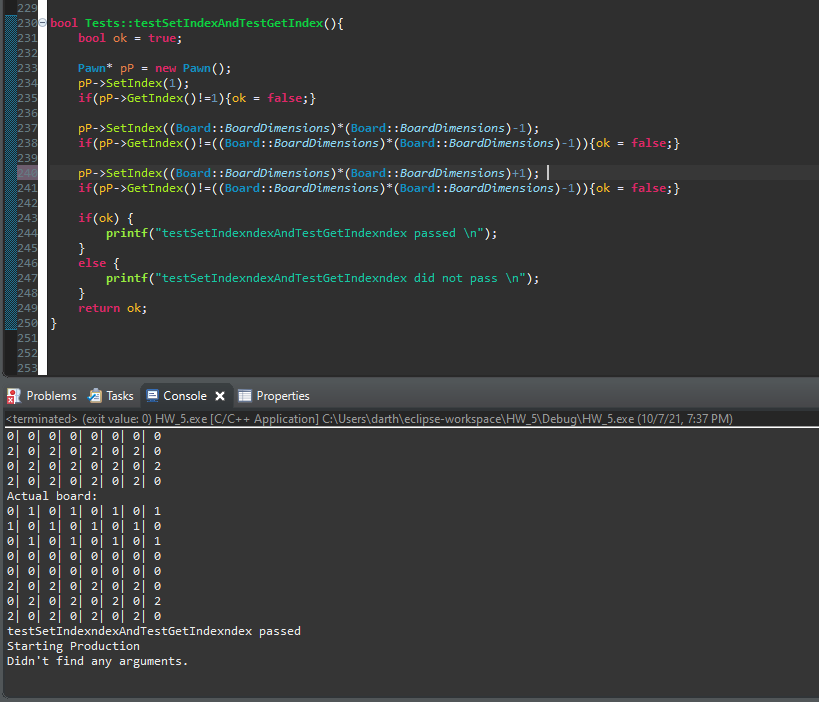 229
230 bool Tests::testSetIndexAndTestGetIndex(){
231     bool ok = true;
232
233     Pawn* pP = new Pawn();
234     pP->SetIndex(1);
235     if(pP->GetIndex()!=1){ok = false;}
236
237     pP->SetIndex((Board::BoardDimensions)*(Board::BoardDimensions)-1);
238     if(pP->GetIndex()!=((Board::BoardDimensions)*(Board::BoardDimensions)-1)){ok = false;}
239
240     pP->SetIndex((Board::BoardDimensions)*(Board::BoardDimensions)+1);
241     if(pP->GetIndex()!=((Board::BoardDimensions)*(Board::BoardDimensions)-1)){ok = false;}
242
243     if(ok) {
244         printf("testSetIndexndexAndTestGetIndexndex passed \n");
245     }
246     else {
247         printf("testSetIndexndexAndTestGetIndexndex did not pass \n");
248     }
249     return ok;
250 }
251
252
253
Problems Tasks Console Properties
<terminated> (exit value: 0) HW_5.exe [C/C++ Application] C:\Users\darth\eclipse-workspace\HW_5\Debug\HW_5.exe (10/7/21, 7:37 PM)
0| 0| 0| 0| 0| 0| 0| 0
2| 0| 2| 0| 2| 0| 2| 0
0| 2| 0| 2| 0| 2| 0| 2
2| 0| 2| 0| 2| 0| 2| 0
Actual board:
0| 1| 0| 1| 0| 1| 0| 1
1| 0| 1| 0| 1| 0| 1| 0
0| 1| 0| 1| 0| 1| 0| 1
0| 0| 0| 0| 0| 0| 0| 0
0| 0| 0| 0| 0| 0| 0| 0
2| 0| 2| 0| 2| 0| 2| 0
0| 2| 0| 2| 0| 2| 0| 2
2| 0| 2| 0| 2| 0| 2| 0
testSetIndexndexAndTestGetIndexndex passed
Starting Production
Didn't find any arguments.